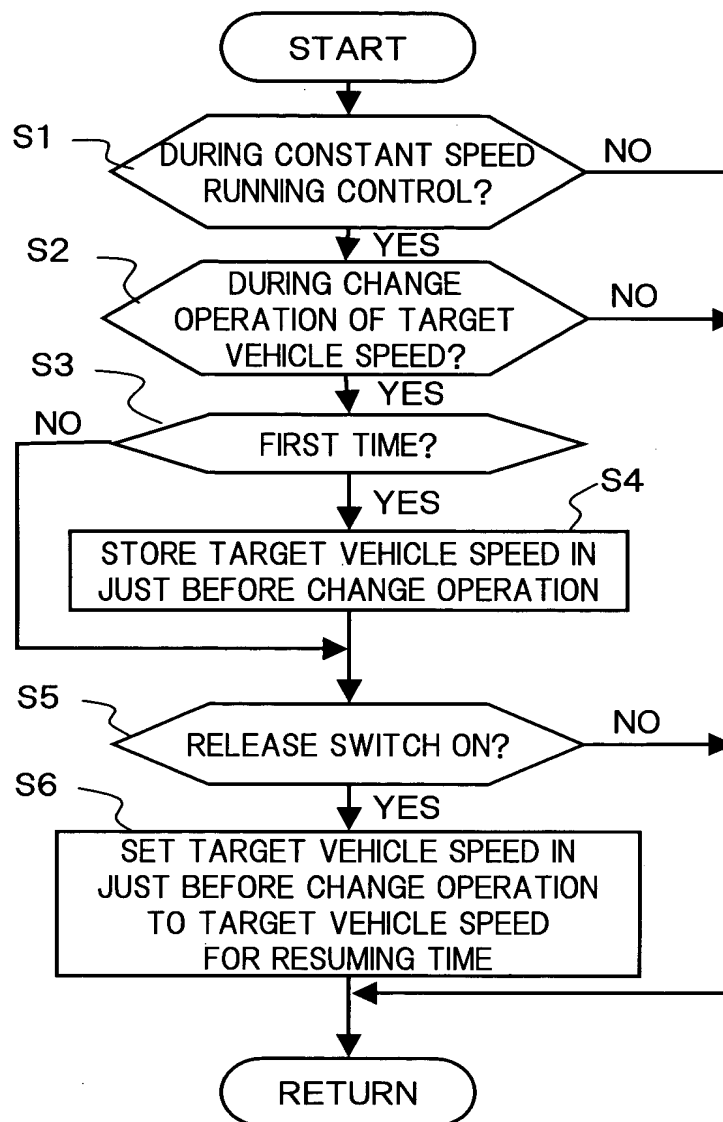 START
S1
DURING CONSTANT SPEED
RUNNING CONTROL?
NO
YES
S2
DURING CHANGE
OPERATION OF TARGET
VEHICLE SPEED?
NO
YES
S3
NO
FIRST TIME?
YES
S4
STORE TARGET VEHICLE SPEED IN
JUST BEFORE CHANGE OPERATION
S5
RELEASE SWITCH ON?
NO
YES
S6
SET TARGET VEHICLE SPEED IN
JUST BEFORE CHANGE OPERATION
TO TARGET VEHICLE SPEED
FOR RESUMING TIME
RETURN